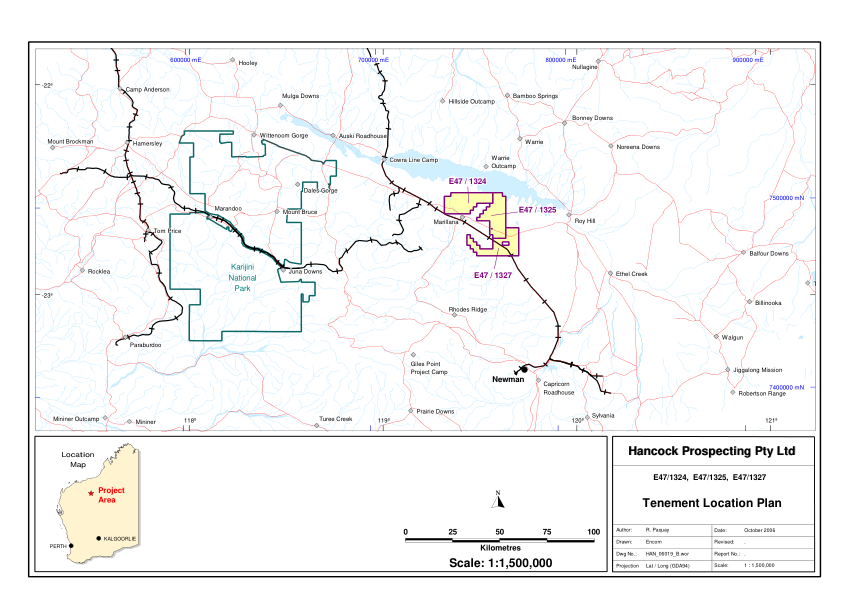 600000 mE
700000 mE
800000 mE
900000 mE
Hooley
Nullagine
-22°
Camp Anderson
Mulga Downs
Hillside Outcamp
Bamboo Springs
Bonney Downs
Mount Brockman
Hamersley
Wittenoom Gorge
Auski Roadhouse
Warrie
Noreena Downs
Cowra Line Camp
Warrie
Outcamp
E47 / 1324
Dales Gorge
7500000 mN
Marandoo
Mount Bruce
E47 / 1325
Marillana
Roy Hill
Tom Price
Balfour Downs
Karijini
National
Park
Juna Downs
Rocklea
E47 / 1327
Ethel Creek
-23°
Billinooka
Rhodes Ridge
Paraburdoo
Walgun
Giles Point
Project Camp
Jiggalong Mission
Newman
Capricorn
Roadhouse
7400000 mN
Robertson Range
Mininer Outcamp
Mininer
118°
Turee Creek
119°
Prairie Downs
120°
Sylvania
121°
Location
Map
Project
Area
PERTH
KALGOORLIE
N
0 25 50 75 100
Kilometres
Scale: 1:1,500,000
Hancock Prospecting Pty Ltd
E47/1324, E47/1325, E47/1327
Tenement Location Plan
Author: R. Paquay Date: October 2006
Drawn: Encom Revised: .
Dwg No.: HAN_06019_B.wor Report No.: .
Projection Lat / Long (GDA94) Scale: 1 : 1,500,000